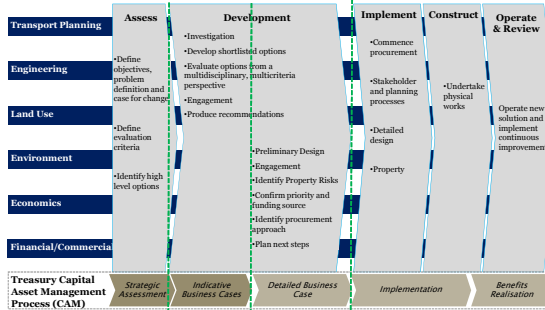 Transport Planning
Engineering
Land Use
Environment
Economics
Financial/Commercial
Assess
•Define
objectives,
problem
definition and
case for change
•Define
evaluation
criteria
•Identify high
level options
Development
•Investigation
•Develop shortlisted options
•Evaluate options from a
multidisciplinary, multicriteria
perspective
•Engagement
•Produce recommendations
•Preliminary Design
•Engagement
•Identify Property Risks
•Confirm priority and
funding source
•Identify procurement
approach
•Plan next steps
Implement
•Commence
procurement
•Stakeholder
and planning
processes
•Detailed
design
•Property
Construct
•Undertake
physical
works
Operate
& Review
Operate new
solution and
implement
continuous
improvement
Treasury Capital
Asset Management
Process (CAM)
Strategic
Assessment
Indicative
Business Cases
Detailed Business
Case
Implementation
Benefits
Realisation